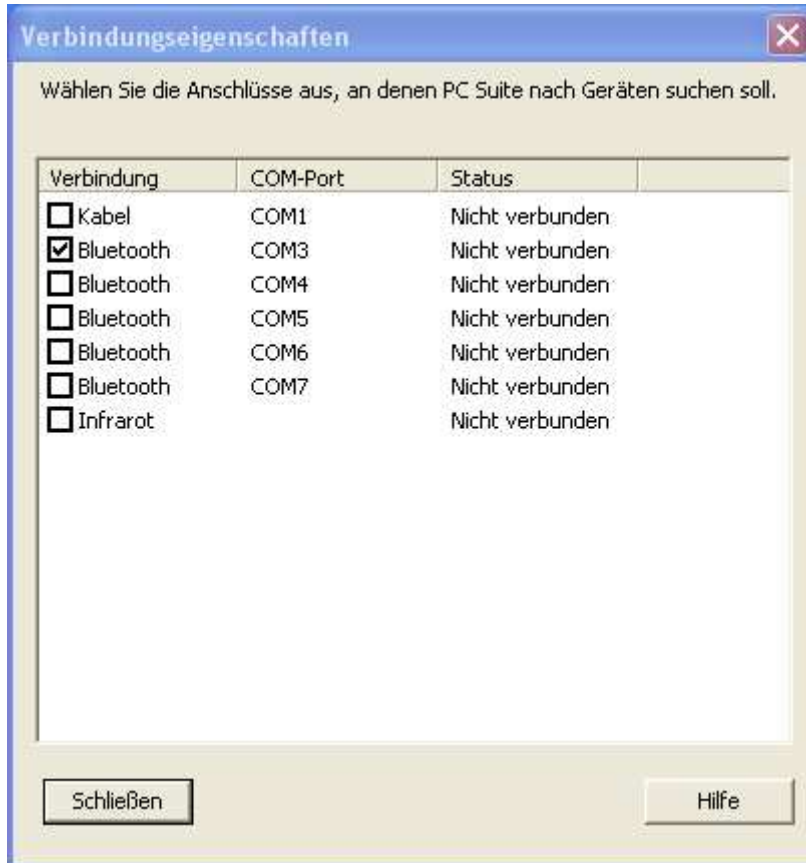 Verbindungseigenschaften
Wählen Sie die Anschlüsse aus, an denen PC Suite nach Geräten suchen soll.
Verbindung COM-Port Status
Kabel COM1 Nicht verbunden
Bluetooth COM3 Nicht verbunden
Bluetooth COM4 Nicht verbunden
Bluetooth COM5 Nicht verbunden
Bluetooth COM6 Nicht verbunden
Bluetooth COM7 Nicht verbunden
Infrarot Nicht verbunden
Schließen Hilfe